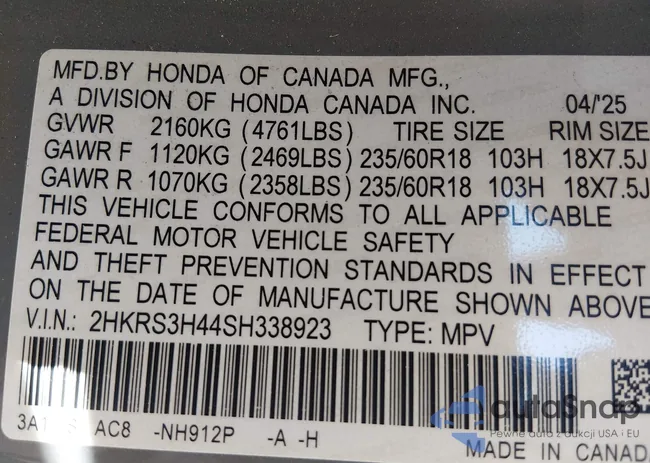 MFD.BY HONDA OF CANADA MFG.,
A DIVISION OF HONDA CANADA INC. 04/'25
GVWR 2160KG (4761LBS) TIRE SIZE RIM SIZE
GAWR F 1120KG (2469LBS) 235/60R18 103H 18X7.5J
GAWR R 1070KG (2358LBS) 235/60R18 103H 18X7.5J
THIS VEHICLE CONFORMS TO ALL APPLICABLE
FEDERAL MOTOR VEHICLE SAFETY
AND THEFT PREVENTION STANDARDS IN EFFECT
ON THE DATE OF MANUFACTURE SHOWN ABOVE
V.I.N.: 2HKRS3H44SH338923 TYPE: MPV
AC8 -NH912P -A -H
autoSnap
Pewne auta z aukcji USA i EU
MADE IN CANADA